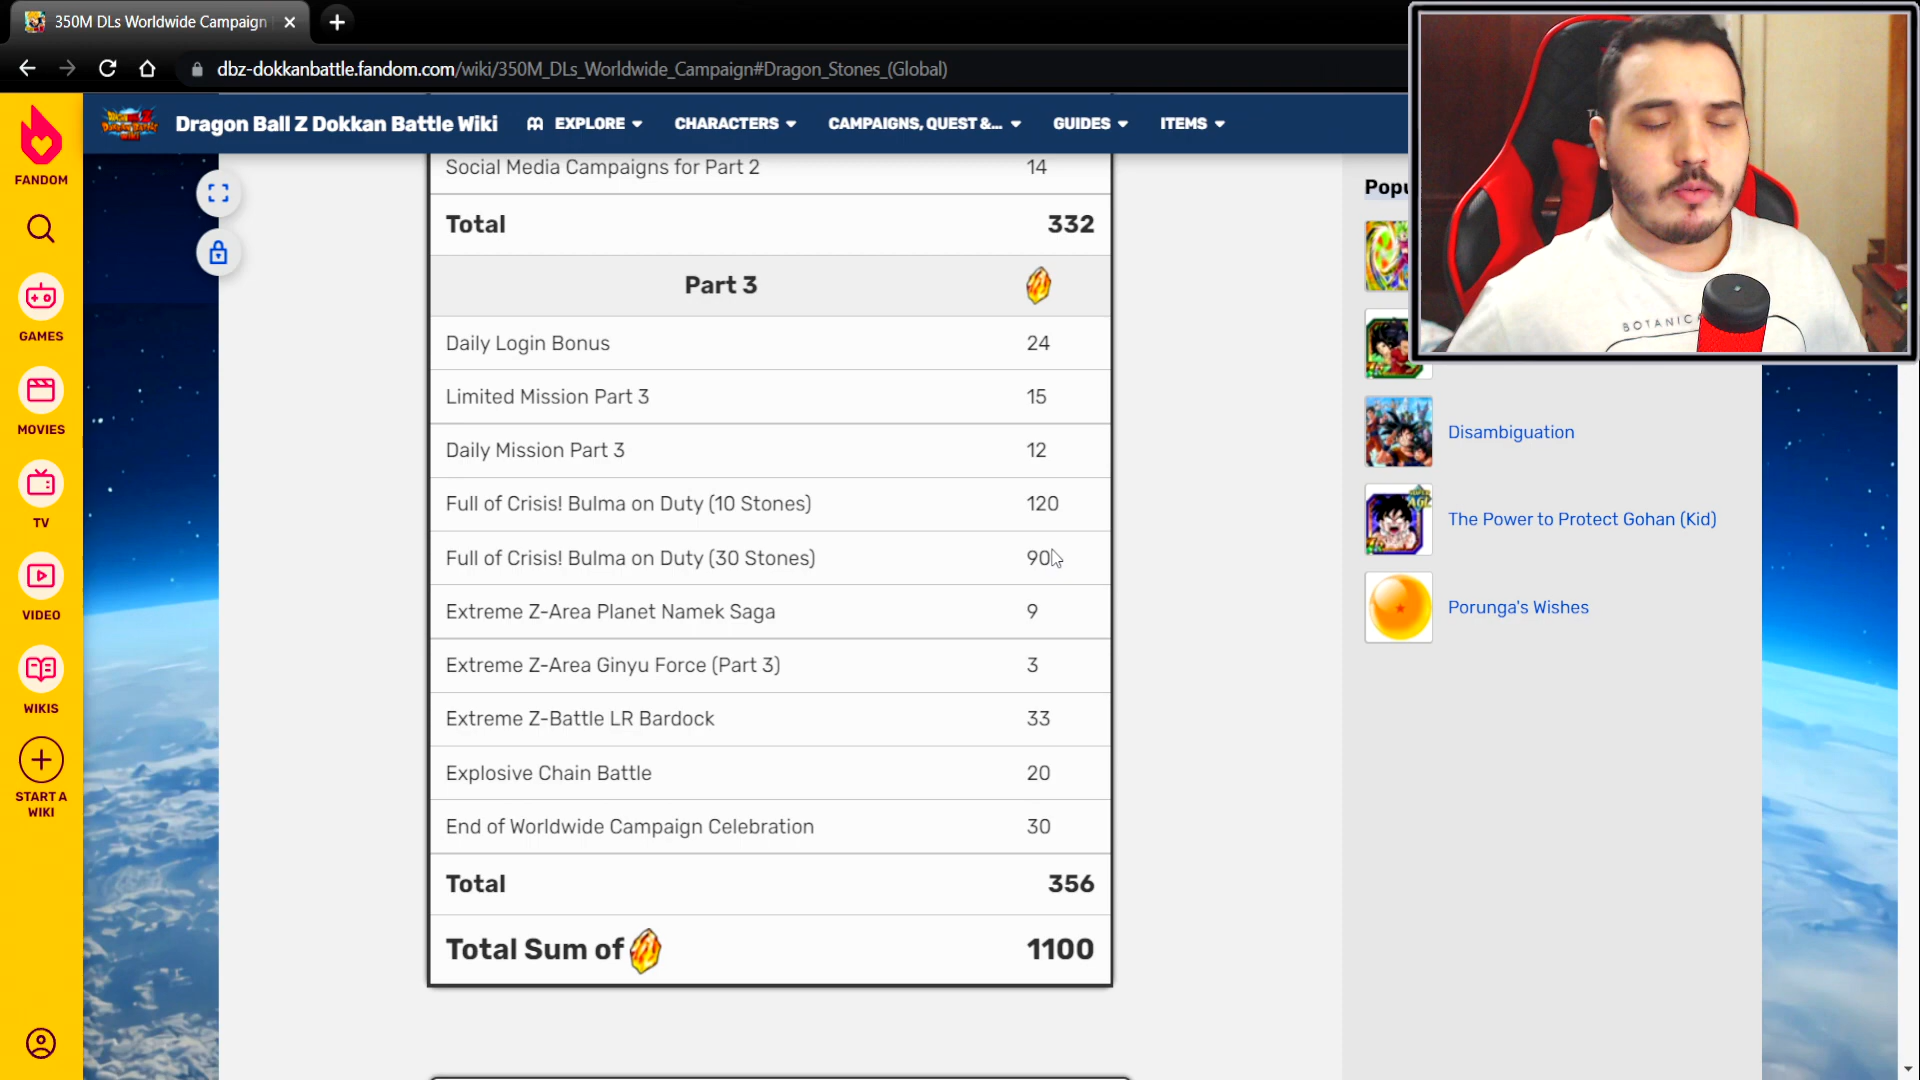 350M DLs Worldwide Campaign
dbz-dokkanbattle.fandom.com/wiki/350M_DLs_Worldwide_Campaign#Dragon_Stones_(Global)
Dragon Ball Z Dokkan Battle Wiki
EXPLORE
CHARACTERS
CAMPAIGNS, QUEST &...
GUIDES
ITEMS
FANDOM
GAMES
MOVIES
TV
VIDEO
WIKIS
START A
WIKI
Social Media Campaigns for Part 2 14
Total 332
Part 3
Daily Login Bonus 24
Limited Mission Part 3 15
Daily Mission Part 3 12
Full of Crisis! Bulma on Duty (10 Stones) 120
Full of Crisis! Bulma on Duty (30 Stones) 90
Extreme Z-Area Planet Namek Saga 9
Extreme Z-Area Ginyu Force (Part 3) 3
Extreme Z-Battle LR Bardock 33
Explosive Chain Battle 20
End of Worldwide Campaign Celebration 30
Total 356
Total Sum of 1100
Popu
Disambiguation
The Power to Protect Gohan (Kid)
Porunga's Wishes
BOTANIC